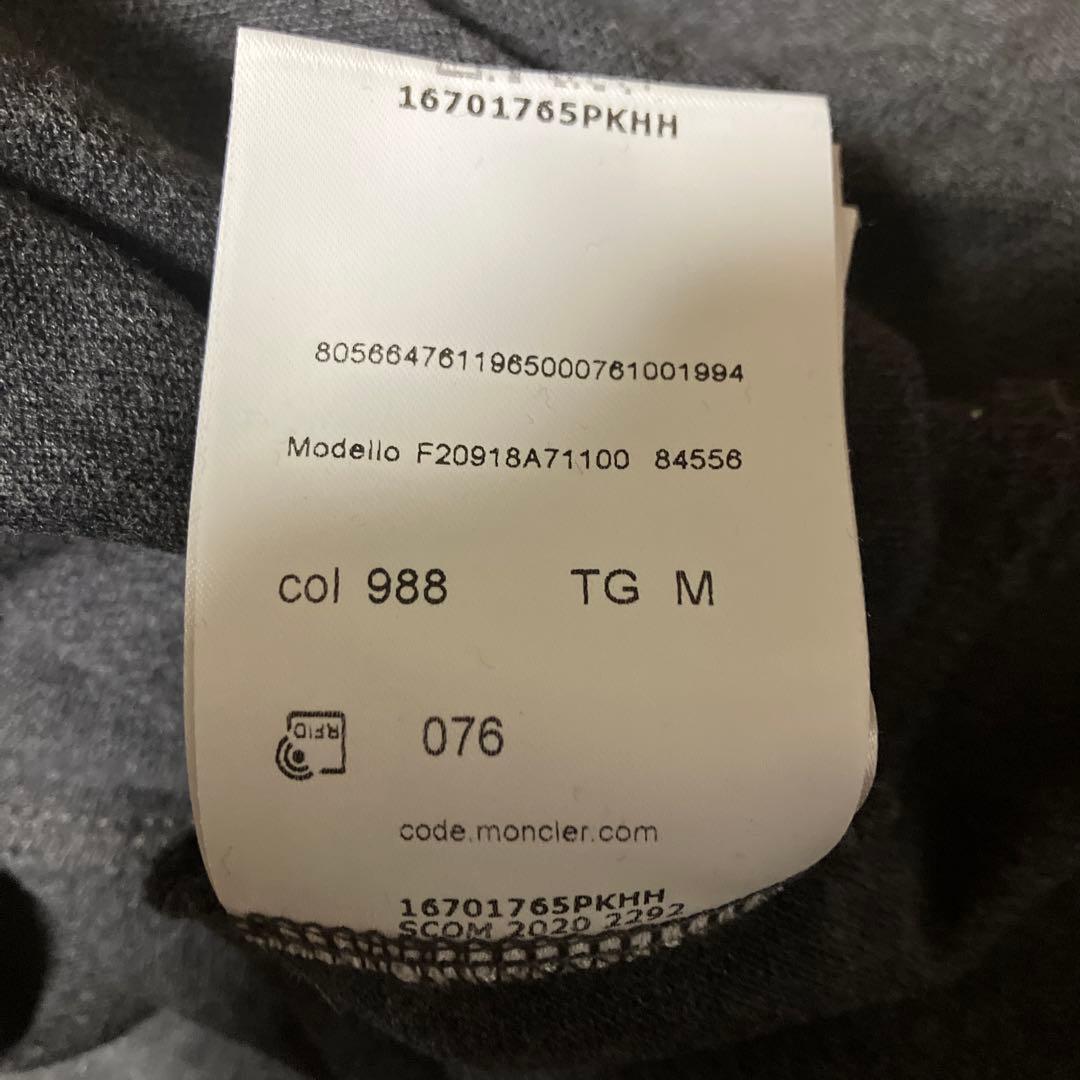 16701765PKHH
8056647611965000761001994
Modello F20918A71100 84556
col 988 TG M
RFID
076
code.moncler.com
16701765PKHH
SCOM 2020 2292